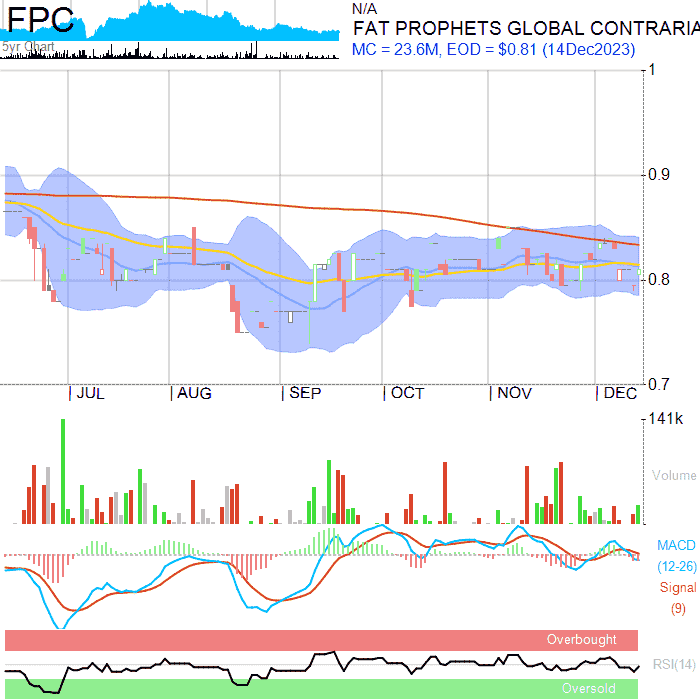 FPC
5yr Chart
N/A
FAT PROPHETS GLOBAL CONTRARIA
MC = 23.6M, EOD = $0.81 (14Dec2023)
1
0.9
0.8
0.7
JUL AUG SEP OCT NOV DEC
141k
Volume
MACD
(12-26)
Signal
(9)
Overbought
RSI(14)
Oversold